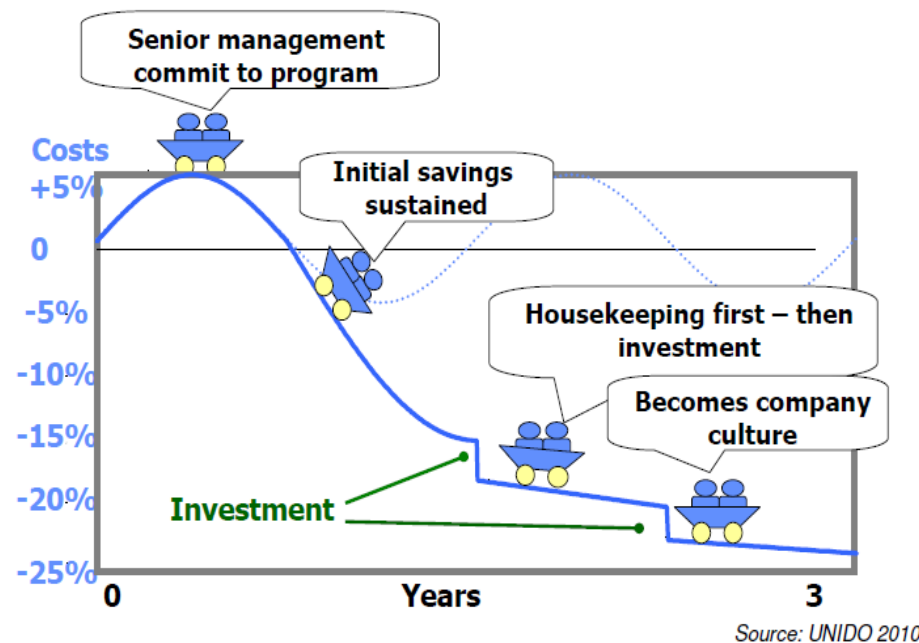 Senior management
commit to program
Costs
+5%
Initial savings
sustained
0
-5%
Housekeeping first – then
investment
-10%
Becomes company
culture
-15%
-20%
Investment
-25%
0 Years 3
Source: UNIDO 2010